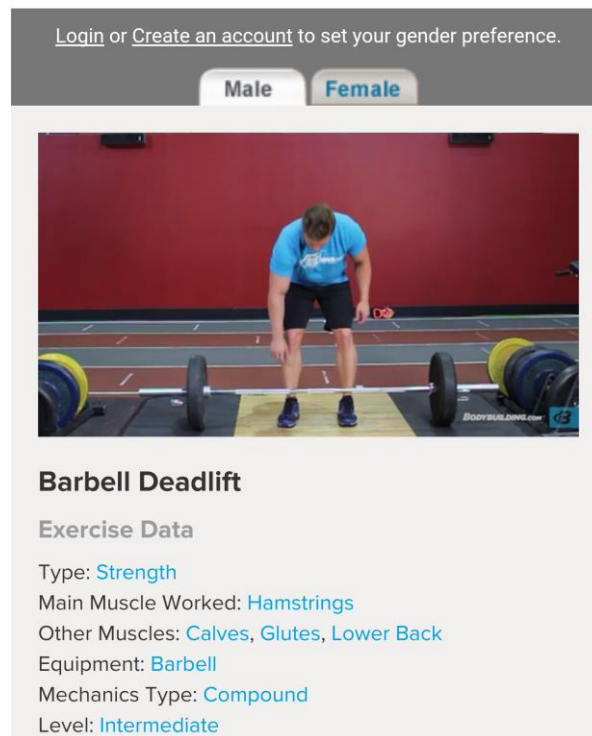 Login or Create an account to set your gender preference.
Male Female
BODYBUILDING.COM B
Barbell Deadlift
Exercise Data
Type: Strength
Main Muscle Worked: Hamstrings
Other Muscles: Calves, Glutes, Lower Back
Equipment: Barbell
Mechanics Type: Compound
Level: Intermediate